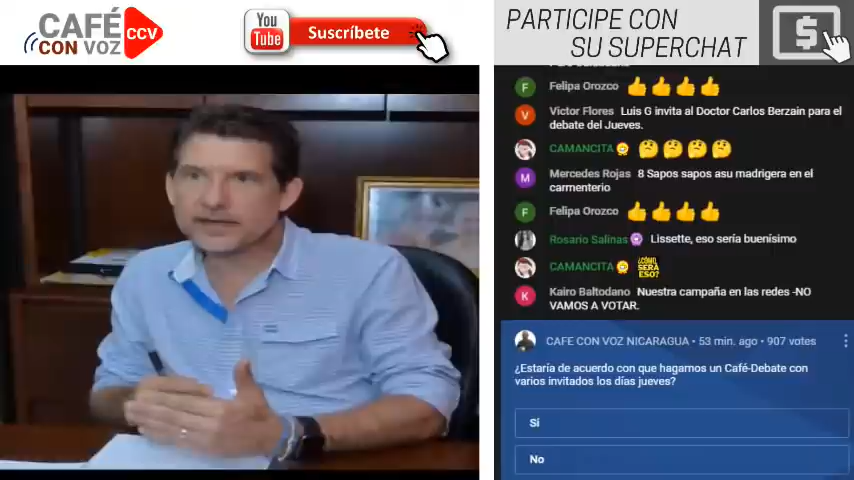 CAFÉ
CON VOZ
CCV
You
Tube
Suscríbete
PARTICIPE CON
SU SUPERCHAT
$
F Felipa Orozco
V Victor Flores Luis G invita al Doctor Carlos Berzain para el
debate del Jueves.
CAMANCITA
M Mercedes Rojas 8 Sapos sapos asu madrigera en el
carmenterio
F Felipa Orozco
Rosario Salinas Lissette, eso sería buenísimo
CAMANCITA ¿CÓMO
SERÁ
ESO?
K Kairo Baltodano Nuestra campaña en las redes -NO
VAMOS A VOTAR.
CAFE CON VOZ NICARAGUA • 53 min. ago • 907 votes
¿Estaría de acuerdo con que hagamos un Café-Debate con
varios invitados los días jueves?
Sí
No